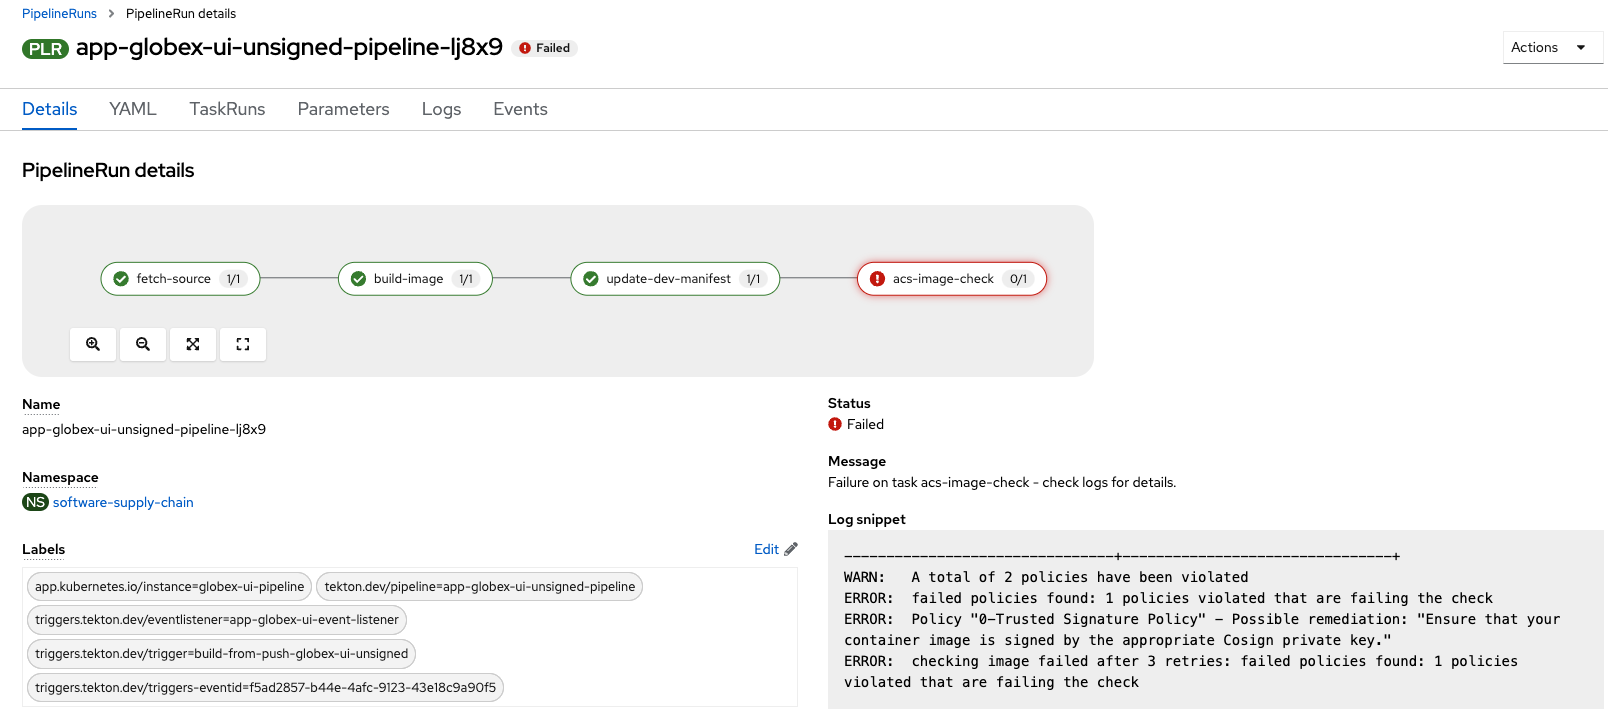 PipelineRuns > PipelineRun details
PLR app-globex-ui-unsigned-pipeline-lj8x9 Failed
Actions
Details YAML TaskRuns Parameters Logs Events
PipelineRun details
fetch-source 1/1 build-image 1/1 update-dev-manifest 1/1 acs-image-check 0/1
Name
app-globex-ui-unsigned-pipeline-lj8x9
Namespace
NS software-supply-chain
Labels Edit
app.kubernetes.io/instance=globex-ui-pipeline tekton.dev/pipeline=app-globex-ui-unsigned-pipeline
triggers.tekton.dev/eventlistener=app-globex-ui-event-listener
triggers.tekton.dev/trigger=build-from-push-globex-ui-unsigned
triggers.tekton.dev/triggers-eventid=f5ad2857-b44e-4afc-9123-43e18c9a90f5
Status
Failed
Message
Failure on task acs-image-check - check logs for details.
Log snippet
--------------------------------+---------------------------------+
WARN: A total of 2 policies have been violated
ERROR: failed policies found: 1 policies violated that are failing the check
ERROR: Policy "0-Trusted Signature Policy" - Possible remediation: "Ensure that your
container image is signed by the appropriate Cosign private key."
ERROR: checking image failed after 3 retries: failed policies found: 1 policies
violated that are failing the check